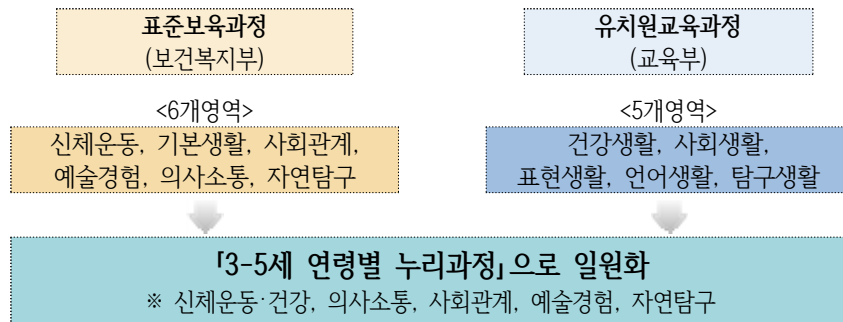 표준보육과정
(보건복지부)
유치원교육과정
(교육부)
<6개영역>
신체운동, 기본생활, 사회관계,
예술경험, 의사소통, 자연탐구
<5개영역>
건강생활, 사회생활,
표현생활, 언어생활, 탐구생활
「3-5세 연령별 누리과정」으로 일원화
※ 신체운동·건강, 의사소통, 사회관계, 예술경험, 자연탐구